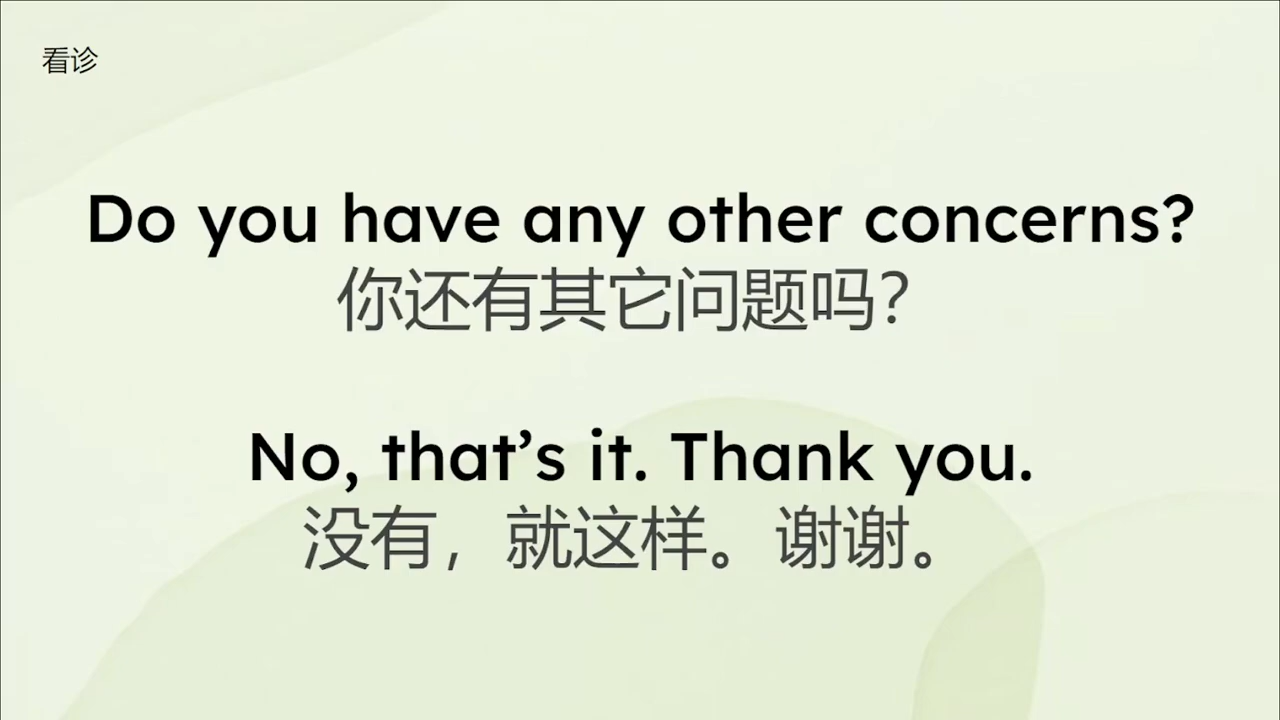 看诊
Do you have any other concerns?
你还有其它问题吗？
No, that’s it. Thank you.
没有，就这样。谢谢。